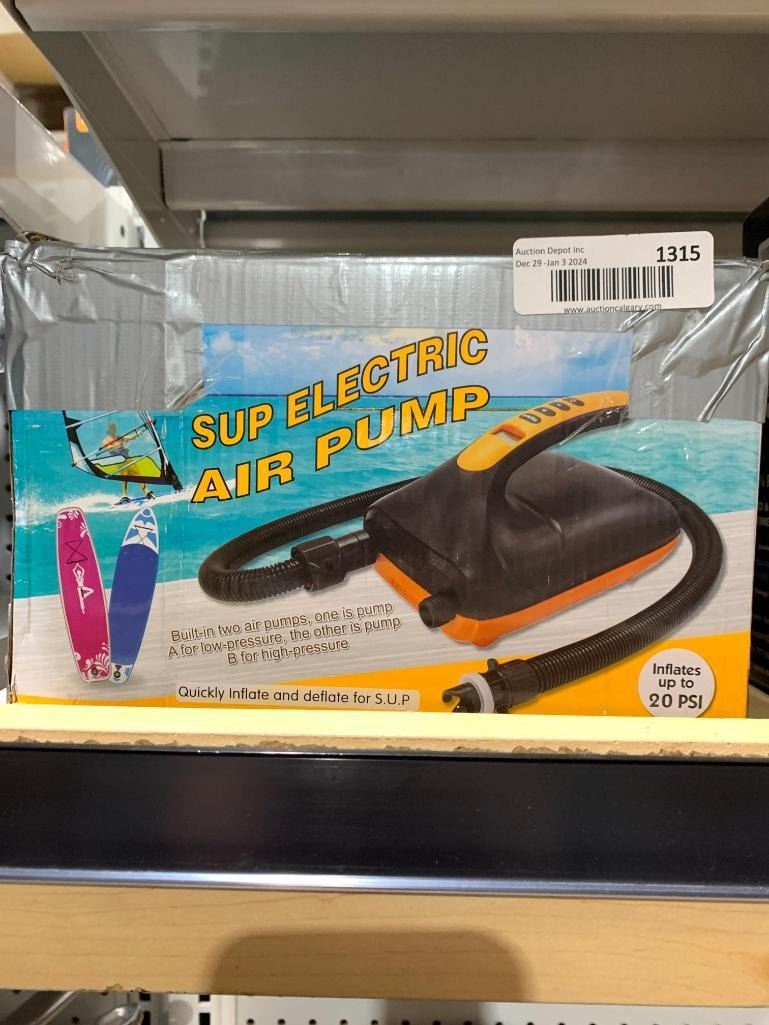 Auction Depot Inc
Dec 29 -Jan 3 2024
1315
www.auctioncalgary.com
SUP ELECTRIC
AIR PUMP
Built-in two air pumps, one is pump
A for low-pressure, the other is pump
B for high-pressure
Quickly Inflate and deflate for S.U.P
Inflates
up to
20 PSI